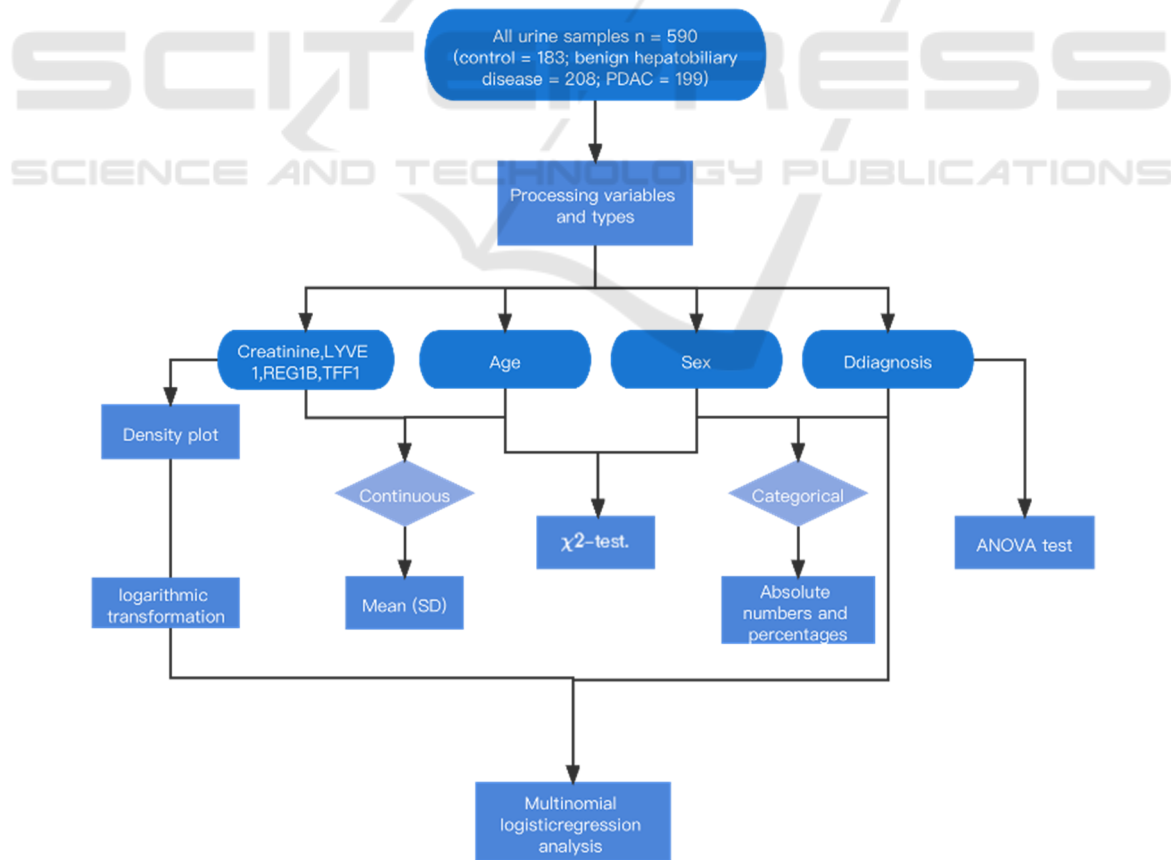 SCITEPRESS
SCIENCE AND TECHNOLOGY PUBLICATIONS
All urine samples n = 590
(control = 183; benign hepatobiliary
disease = 208; PDAC = 199)
Processing variables
and types
Creatinine,LYVE
1,REG1B,TFF1
Age
Sex
Ddiagnosis
Density plot
Continuous
χ2-test.
Categorical
ANOVA test
logarithmic
transformation
Mean (SD)
Absolute
numbers and
percentages
Multinomial
logisticregression
analysis